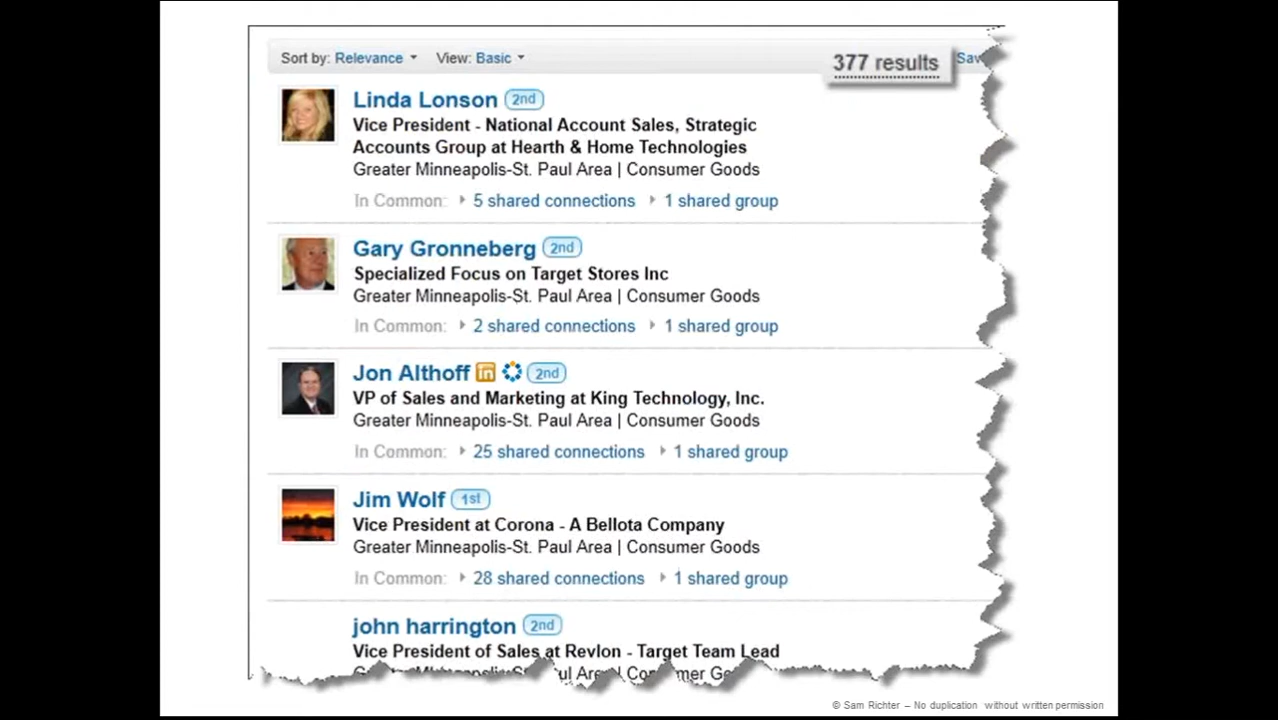 Sort by: Relevance View: Basic 377 results Sav
Linda Lonson 2nd
Vice President - National Account Sales, Strategic
Accounts Group at Hearth & Home Technologies
Greater Minneapolis-St. Paul Area | Consumer Goods
In Common: 5 shared connections 1 shared group
Gary Gronneberg 2nd
Specialized Focus on Target Stores Inc
Greater Minneapolis-St. Paul Area | Consumer Goods
In Common: 2 shared connections 1 shared group
Jon Althoff in 2nd
VP of Sales and Marketing at King Technology, Inc.
Greater Minneapolis-St. Paul Area | Consumer Goods
In Common: 25 shared connections 1 shared group
Jim Wolf 1st
Vice President at Corona - A Bellota Company
Greater Minneapolis-St. Paul Area | Consumer Goods
In Common: 28 shared connections 1 shared group
john harrington 2nd
Vice President of Sales at Revlon - Target Team Lead
© Sam Richter – No duplication without written permission